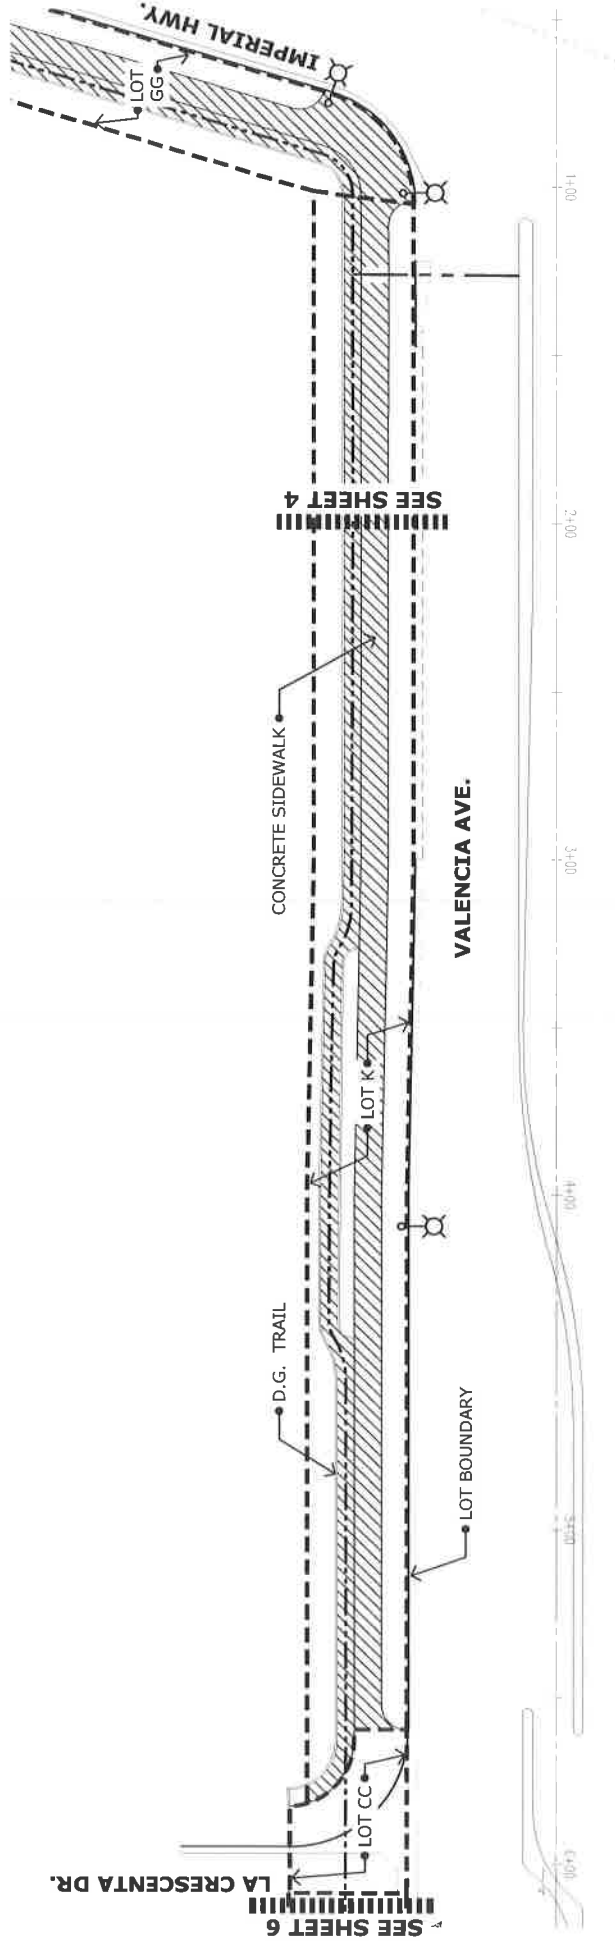 IMPERIAL HWY.
LOT
GG
1+00
SEE SHEET 4
2+00
CONCRETE SIDEWALK
VALENCIA AVE.
3+00
LOT K
4+00
D.G. TRAIL
LOT BOUNDARY
5+00
LOT CC
LA CRESCENTA DR.
6+00
SEE SHEET 6